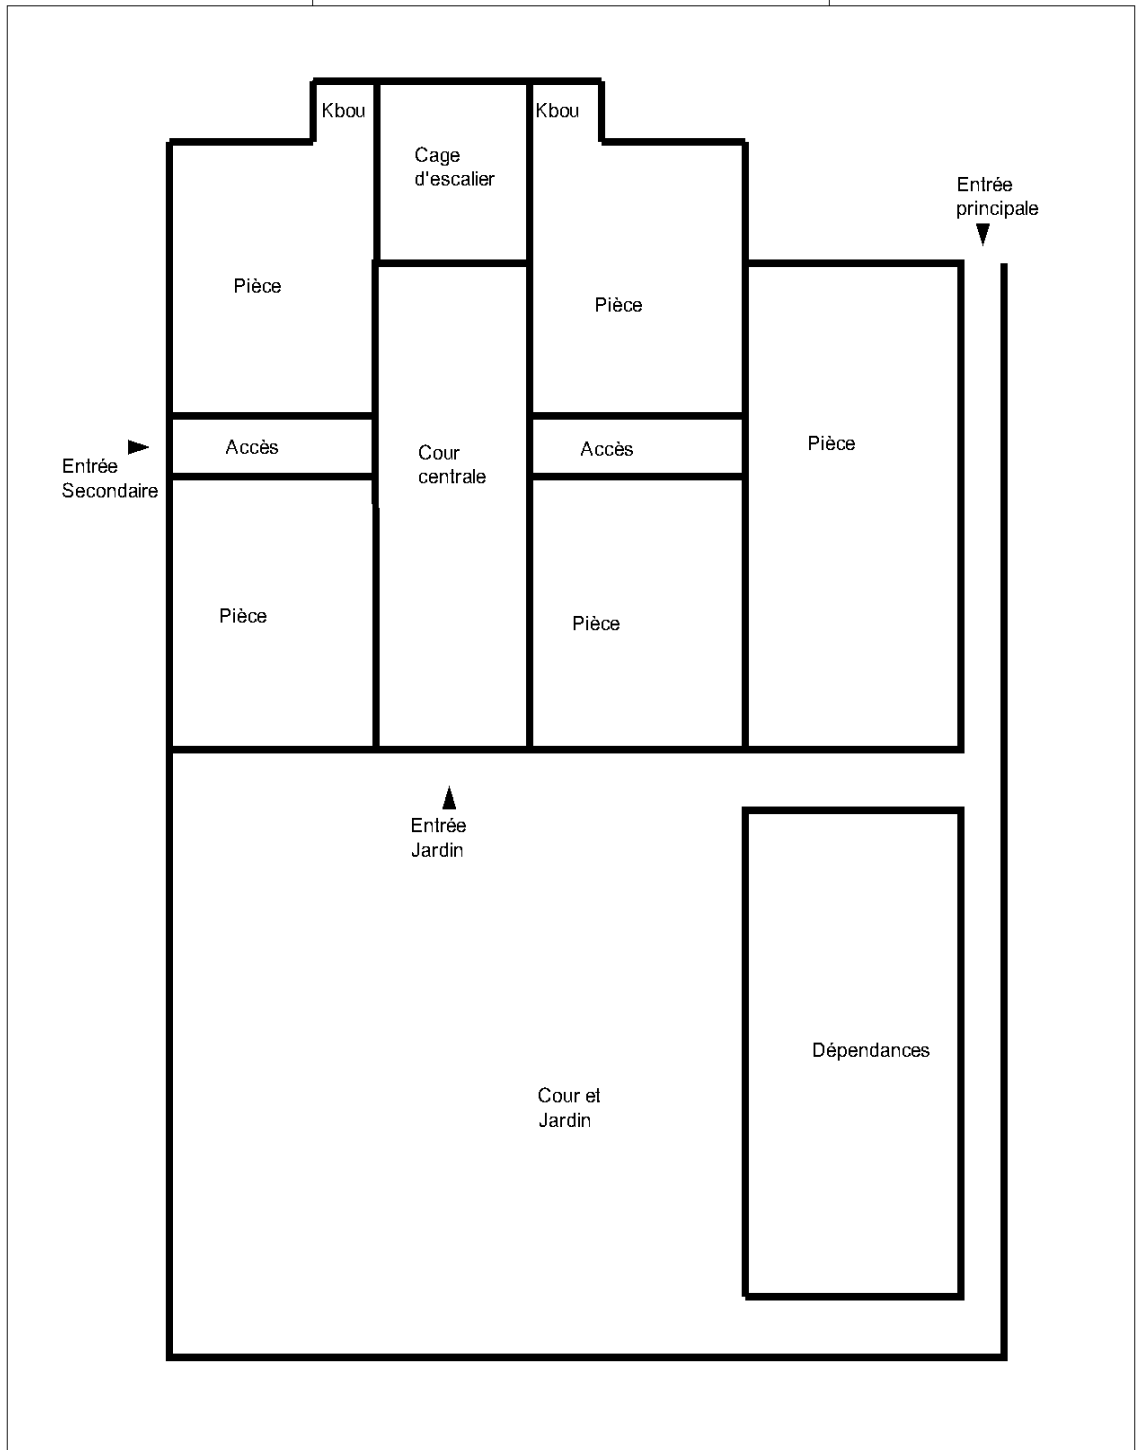 Kbou
Kbou
Cage
d'escalier
Entrée
principale
Pièce
Pièce
Accès
Cour
centrale
Accès
Pièce
Entrée
Secondaire
Pièce
Pièce
Entrée
Jardin
Dépendances
Cour et
Jardin